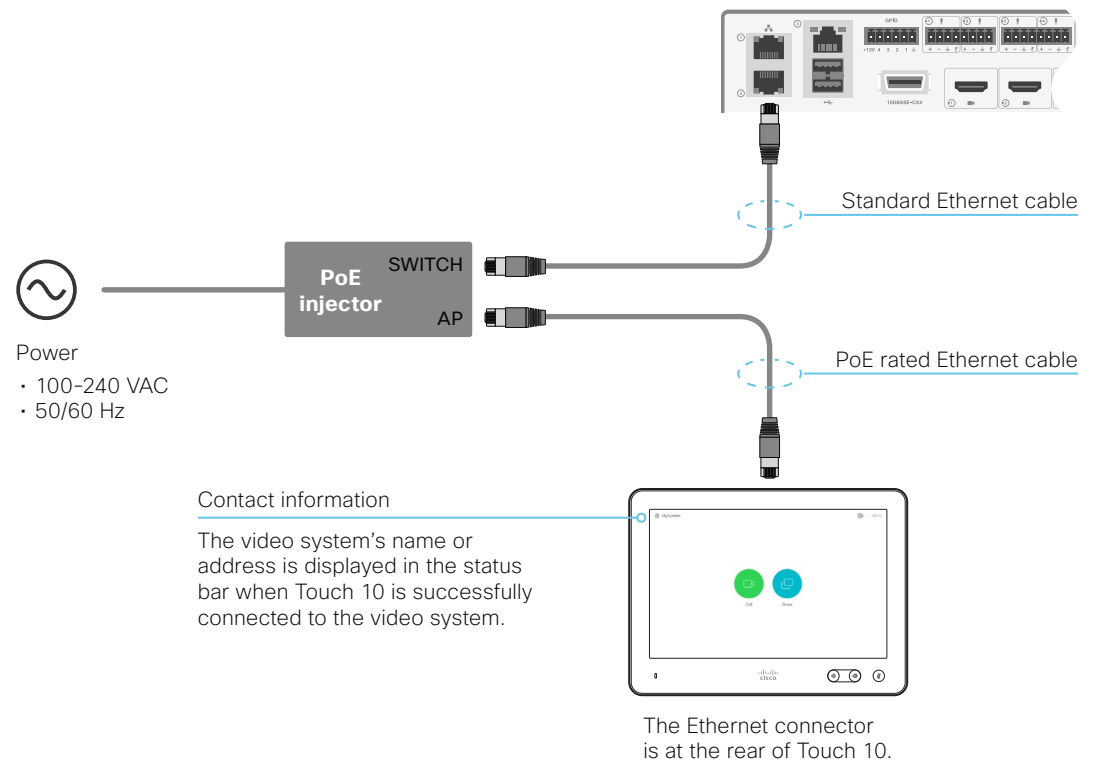 GPIO
+12V 4 3 2 1
10GBASE-CX4
Standard Ethernet cable
PoE
injector
SWITCH
AP
Power
• 100-240 VAC
• 50/60 Hz
PoE rated Ethernet cable
Contact information
The video system’s name or
address is displayed in the status
bar when Touch 10 is successfully
connected to the video system.
MySystem
Call
Share
cisco
The Ethernet connector
is at the rear of Touch 10.